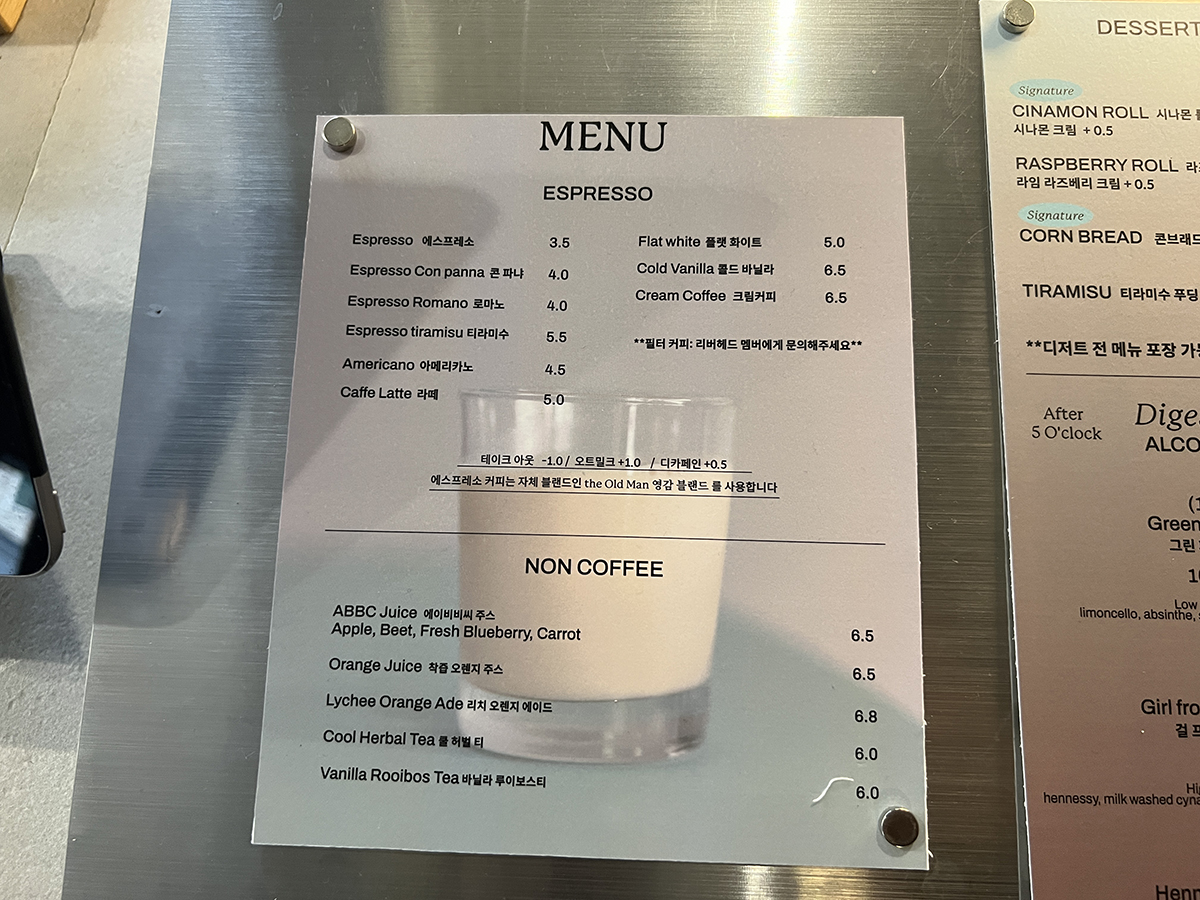 MENU
ESPRESSO
Espresso 에스프레소 3.5
Espresso Con panna 콘 파냐 4.0
Espresso Romano 로마노 4.0
Espresso tiramisu 티라미수 5.5
Americano 아메리카노 4.5
Caffe Latte 라떼 5.0
Flat white 플랫 화이트 5.0
Cold Vanilla 콜드 바닐라 6.5
Cream Coffee 크림커피 6.5
**필터 커피: 리버헤드 멤버에게 문의해주세요**
테이크 아웃 -1.0 / 오트밀크 +1.0 / 디카페인 +0.5
에스프레소 커피는 자체 블랜드인 the Old Man 영감 블랜드 를 사용합니다
NON COFFEE
ABBC Juice 에이비비씨 주스
Apple, Beet, Fresh Blueberry, Carrot 6.5
Orange Juice 착즙 오렌지 주스 6.5
Lychee Orange Ade 리치 오렌지 에이드 6.8
Cool Herbal Tea 쿨 허벌 티 6.0
Vanilla Rooibos Tea 바닐라 루이보스티 6.0
DESSERT
Signature
CINAMON ROLL 시나몬
시나몬 크림 + 0.5
RASPBERRY ROLL
라임 라즈베리 크림 + 0.5
Signature
CORN BREAD 콘브래드
TIRAMISU 티라미수 푸딩
**디저트 전 메뉴 포장
After
5 O'clock
Green
그린
Low
limoncello, absinthe,
Girl
걸
hennessy, milk washed